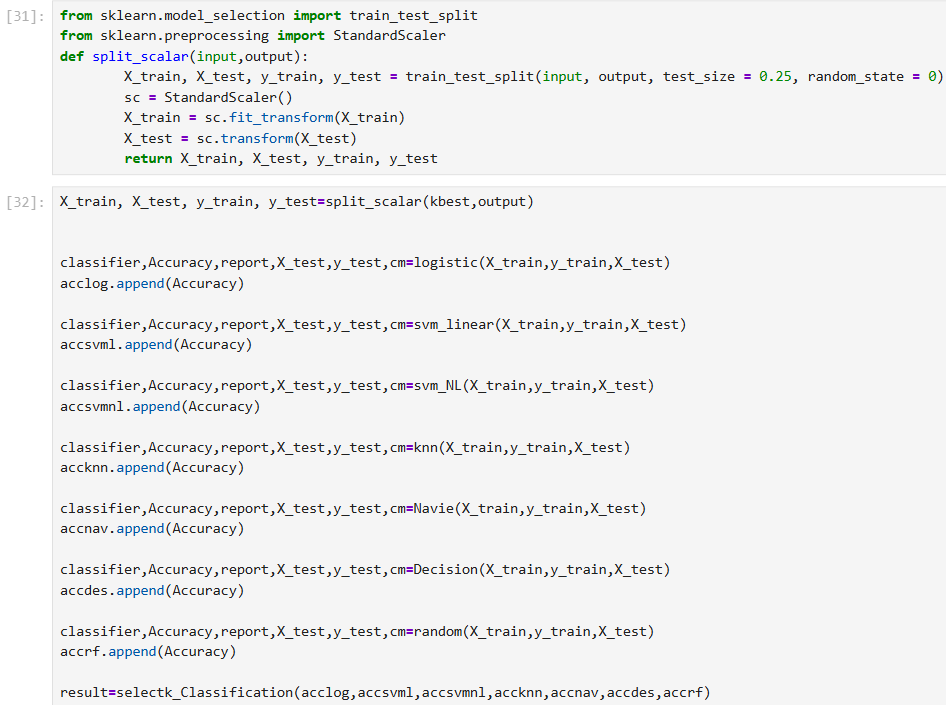 [31]:
from sklearn.model_selection import train_test_split
from sklearn.preprocessing import StandardScaler
def split_scalar(input,output):
        X_train, X_test, y_train, y_test = train_test_split(input, output, test_size = 0.25, random_state = 0)
        sc = StandardScaler()
        X_train = sc.fit_transform(X_train)
        X_test = sc.transform(X_test)
        return X_train, X_test, y_train, y_test
[32]:
X_train, X_test, y_train, y_test=split_scalar(kbest,output)
classifier,Accuracy,report,X_test,y_test,cm=logistic(X_train,y_train,X_test)
acclog.append(Accuracy)
classifier,Accuracy,report,X_test,y_test,cm=svm_linear(X_train,y_train,X_test)
accsvml.append(Accuracy)
classifier,Accuracy,report,X_test,y_test,cm=svm_NL(X_train,y_train,X_test)
accsvmnl.append(Accuracy)
classifier,Accuracy,report,X_test,y_test,cm=knn(X_train,y_train,X_test)
accknn.append(Accuracy)
classifier,Accuracy,report,X_test,y_test,cm=Navie(X_train,y_train,X_test)
accnav.append(Accuracy)
classifier,Accuracy,report,X_test,y_test,cm=Decision(X_train,y_train,X_test)
accdes.append(Accuracy)
classifier,Accuracy,report,X_test,y_test,cm=random(X_train,y_train,X_test)
accrf.append(Accuracy)
result=selectk_Classification(acclog,accsvml,accsvmnl,accknn,accnav,accdes,accrf)